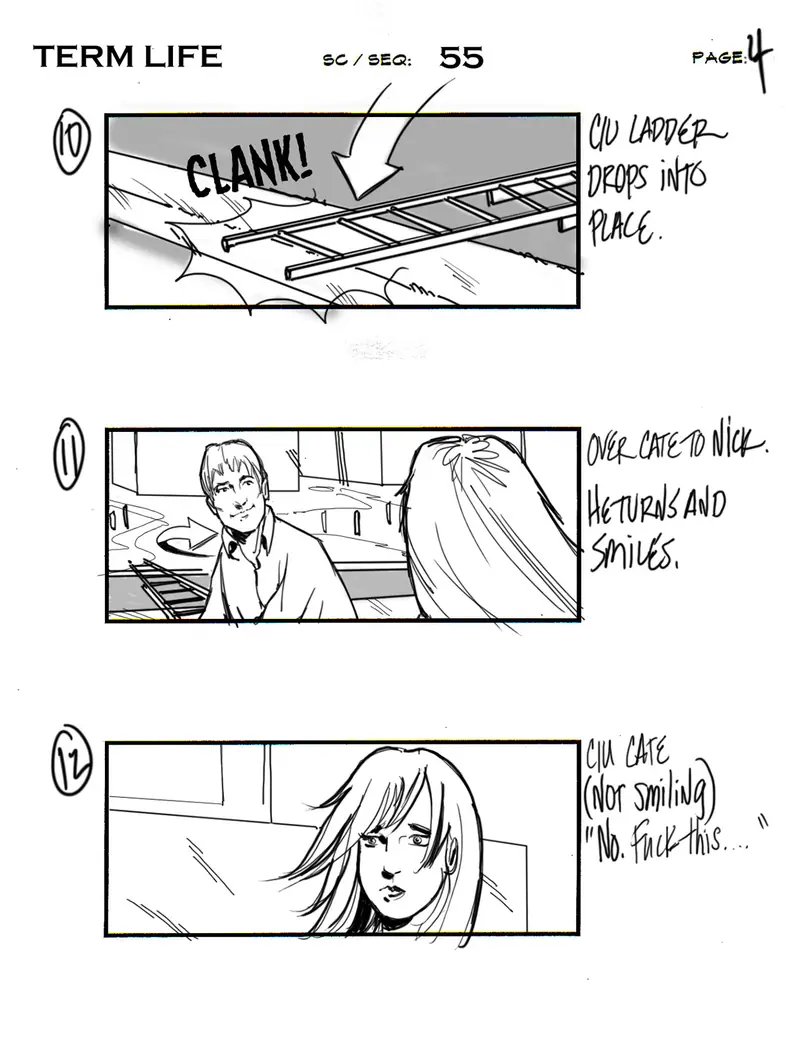 TERM LIFE SC / SEQ: 55 PAGE: 4
10
CLANK!
C/U LADDER
DROPS INTO
PLACE.
11
OVER CATE TO NICK.
HE TURNS AND
SMILES.
12
C/U CATE
(NOT SMILING)
"NO. FUCK THIS...."